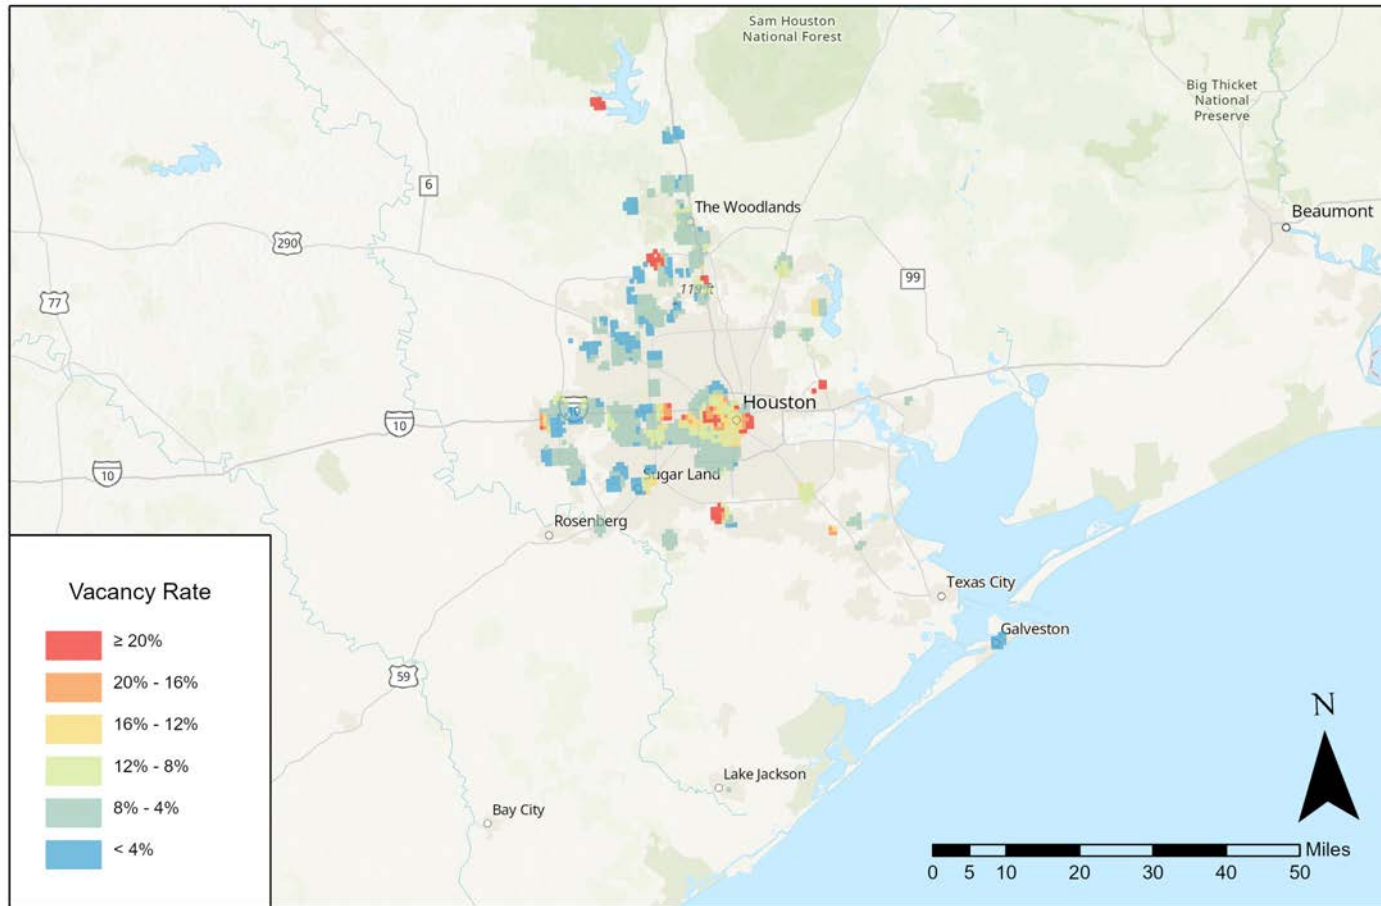 Sam Houston
National Forest
Big Thicket
National
Preserve
6
The Woodlands
Beaumont
290
77
99
Houston
10
10
10
Sugar Land
Rosenberg
Texas City
Galveston
59
Lake Jackson
Bay City
Vacancy Rate
≥ 20%
20% - 16%
16% - 12%
12% - 8%
8% - 4%
< 4%
N
Miles
0 5 10 20 30 40 50